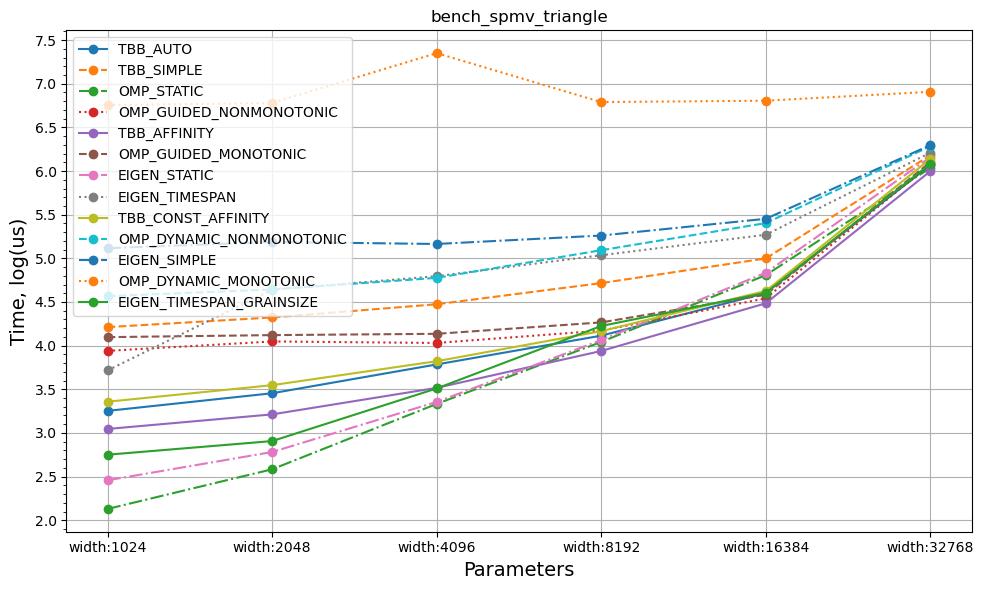 bench_spmv_triangle
Time, log(us)
7.5
7.0
6.5
6.0
5.5
5.0
4.5
4.0
3.5
3.0
2.5
2.0
TBB_AUTO
TBB_SIMPLE
OMP_STATIC
OMP_GUIDED_NONMONOTONIC
TBB_AFFINITY
OMP_GUIDED_MONOTONIC
EIGEN_STATIC
EIGEN_TIMESPAN
TBB_CONST_AFFINITY
OMP_DYNAMIC_NONMONOTONIC
EIGEN_SIMPLE
OMP_DYNAMIC_MONOTONIC
EIGEN_TIMESPAN_GRAINSIZE
width:1024 width:2048 width:4096 width:8192 width:16384 width:32768
Parameters